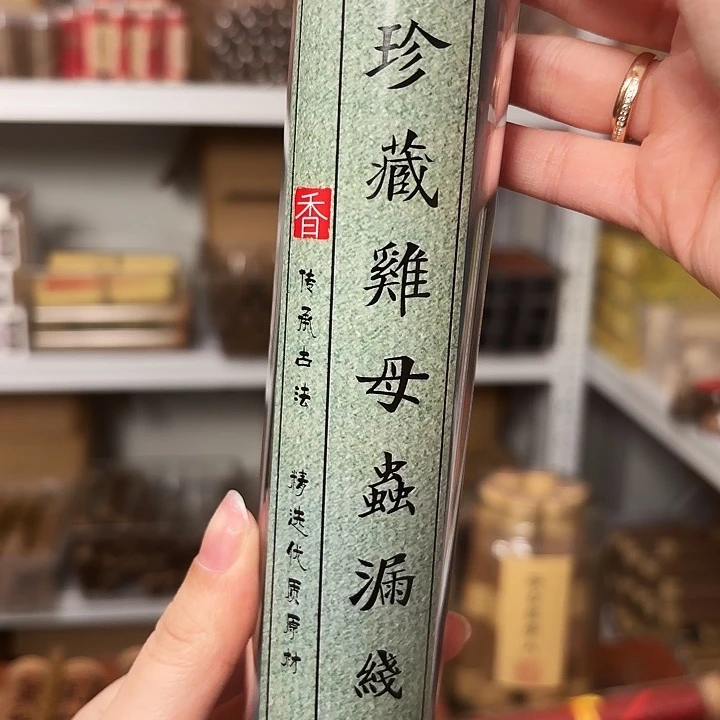 珍藏雞母蟲漏綫
香
传承古法 精选优质原材